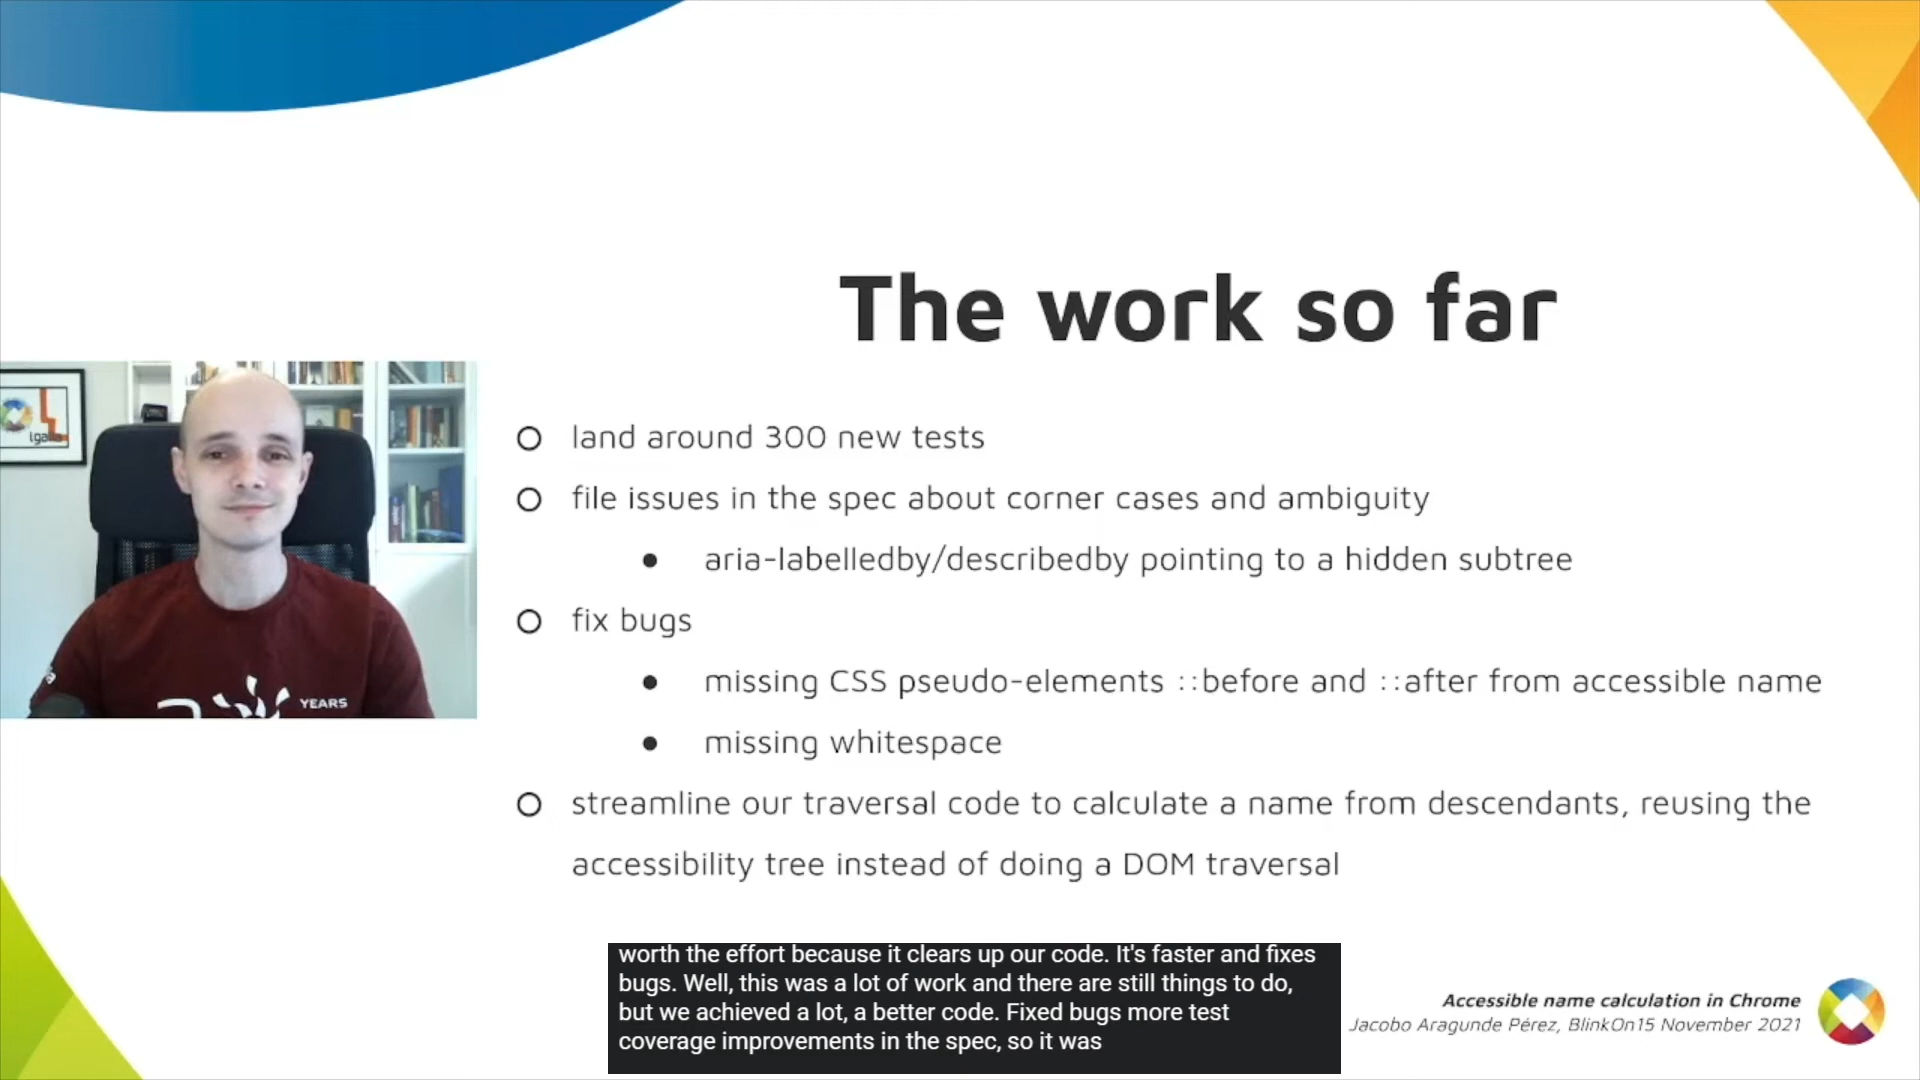 The work so far
land around 300 new tests
file issues in the spec about corner cases and ambiguity
aria-labelledby/describedby pointing to a hidden subtree
fix bugs
missing CSS pseudo-elements ::before and ::after from accessible name
missing whitespace
streamline our traversal code to calculate a name from descendants, reusing the
accessibility tree instead of doing a DOM traversal
igalia
YEARS
worth the effort because it clears up our code. It's faster and fixes
bugs. Well, this was a lot of work and there are still things to do,
but we achieved a lot, a better code. Fixed bugs more test
coverage improvements in the spec, so it was
Accessible name calculation in Chrome
Jacobo Aragunde Pérez, BlinkOn15 November 2021